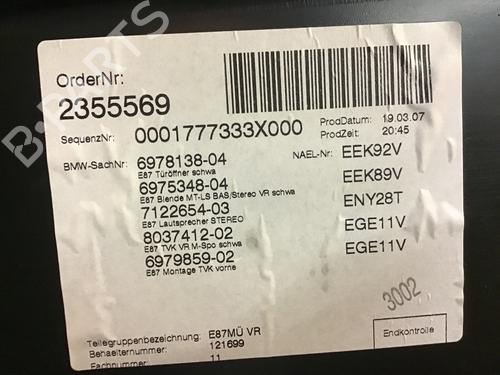 B-PARTS
OrderNr:
2355569
SequenzNr: 0001777333X000
ProdDatum: 19.03.07
ProdZeit: 20:45
BMW-SachNr: 6978138-04 NAEL-Nr: EEK92V
E87 Türöffner schwa
6975348-04 EEK89V
E87 Blende MT-LS BAS/Stereo VR schwa
7122654-03 ENY28T
E87 Lautsprecher STEREO
8037412-02 EGE11V
E87 TVK VR M-Spo schwa
6979859-02 EGE11V
E87 Montage TVK vorne
3002
Teilegruppenbezeichnung: E87MÜ VR
Behaelternummer: 121699
Fachnummer: 11
Endkontrolle